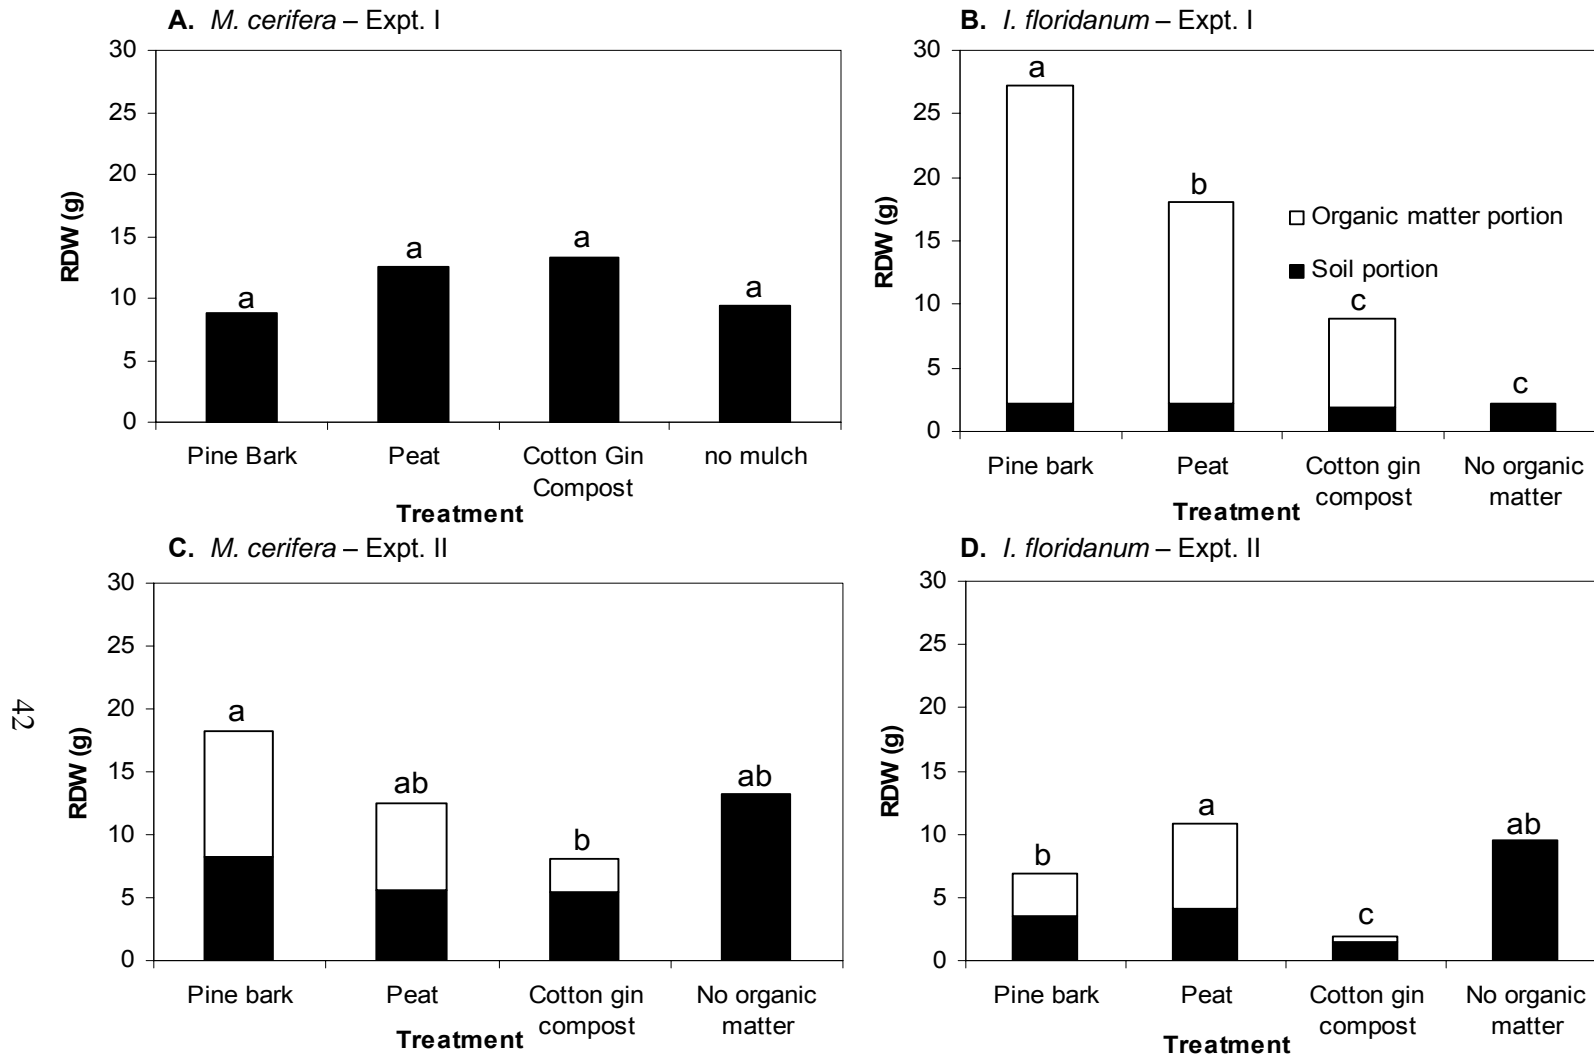 A. M. cerifera – Expt. I
30
25
20
15
10
5
0
RDW (g)
a
a
a
a
Pine Bark
Peat
Cotton Gin
Compost
no mulch
Treatment
B. I. floridanum – Expt. I
30
25
20
15
10
5
0
RDW (g)
a
b
c
c
Organic matter portion
Soil portion
Pine bark
Peat
Cotton gin
compost
No organic
matter
Treatment
C. M. cerifera – Expt. II
30
25
20
15
10
5
0
RDW (g)
a
ab
b
ab
Pine bark
Peat
Cotton gin
compost
No organic
matter
Treatment
D. I. floridanum – Expt. II
30
25
20
15
10
5
0
RDW (g)
b
a
c
ab
Pine bark
Peat
Cotton gin
compost
No organic
matter
Treatment
42